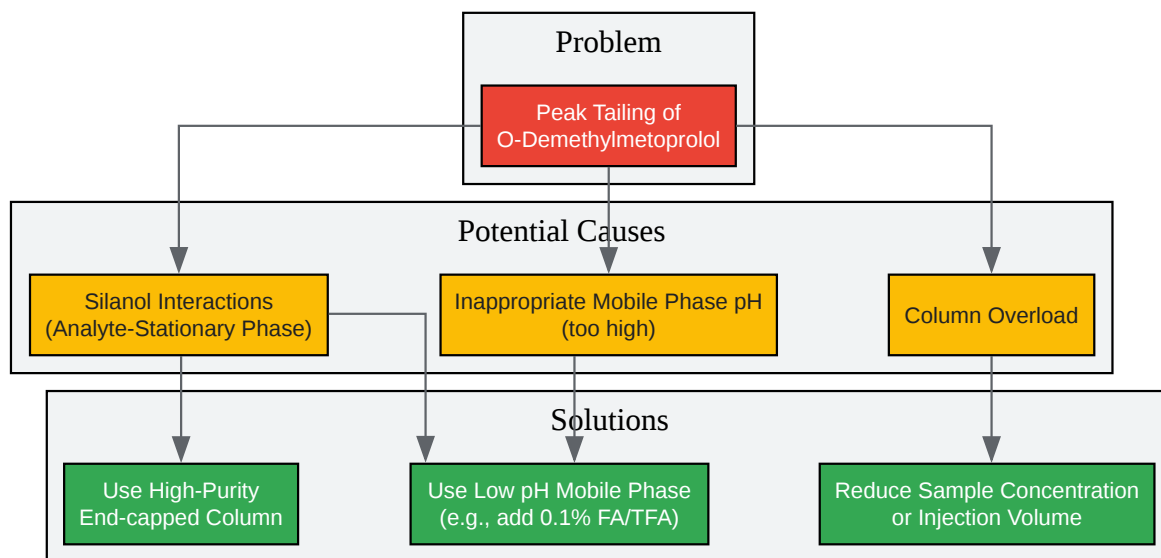 Problem
Peak Tailing of
O-Demethylmetoprolol
Potential Causes
Silanol Interactions
(Analyte-Stationary Phase)
Inappropriate Mobile Phase pH
(too high)
Column Overload
Solutions
Use High-Purity
End-capped Column
Use Low pH Mobile Phase
(e.g., add 0.1% FA/TFA)
Reduce Sample Concentration
or Injection Volume